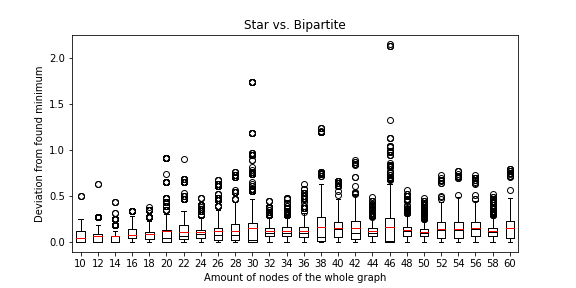 Star vs. Bipartite
Deviation from found minimum
2.0
1.5
1.0
0.5
0.0
10 12 14 16 18 20 22 24 26 28 30 32 34 36 38 40 42 44 46 48 50 52 54 56 58 60
Amount of nodes of the whole graph